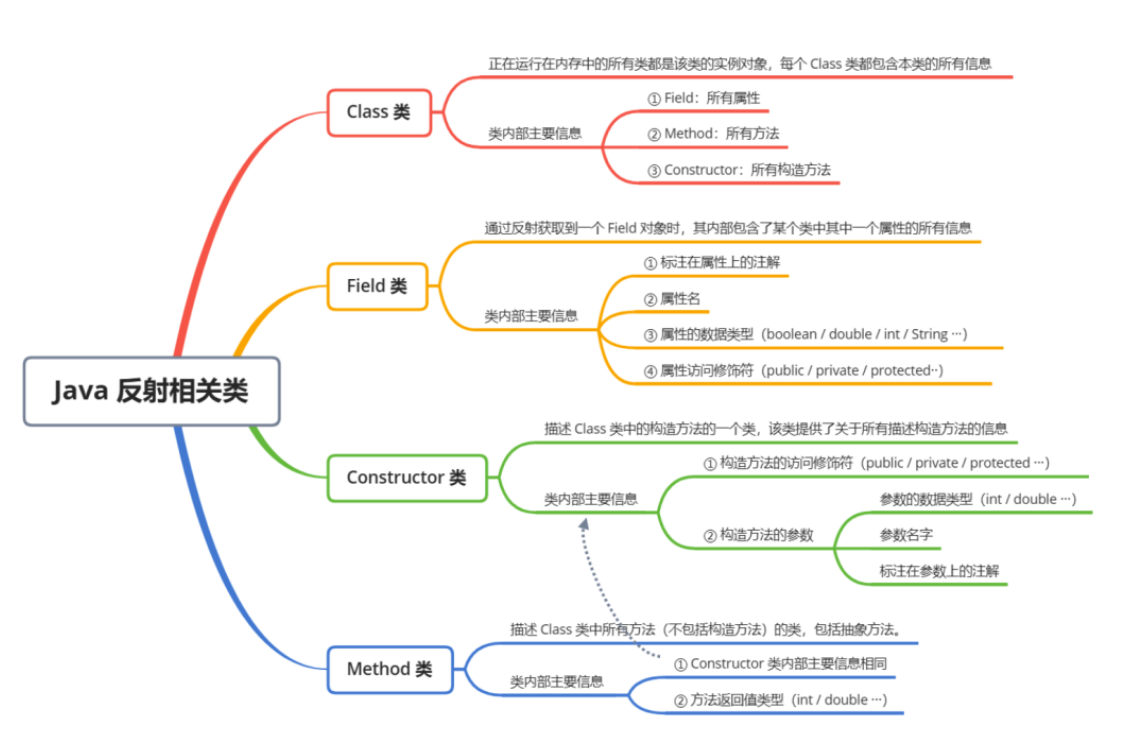 Java 反射相关类
Class 类
正在运行在内存中的所有类都是该类的实例对象，每个 Class 类都包含本类的所有信息
类内部主要信息
① Field：所有属性
② Method：所有方法
③ Constructor：所有构造方法
Field 类
通过反射获取到一个 Field 对象时，其内部包含了某个类中其中一个属性的所有信息
类内部主要信息
① 标注在属性上的注解
② 属性名
③ 属性的数据类型（boolean / double / int / String ···）
④ 属性访问修饰符（public / private / protected··）
Constructor 类
描述 Class 类中的构造方法的一个类，该类提供了关于所有描述构造方法的信息
类内部主要信息
① 构造方法的访问修饰符（public / private / protected ···）
② 构造方法的参数
参数的数据类型（int / double ···）
参数名字
标注在参数上的注解
Method 类
描述 Class 类中所有方法（不包括构造方法）的类，包括抽象方法。
类内部主要信息
① Constructor 类内部主要信息相同
② 方法返回值类型（int / double ···）